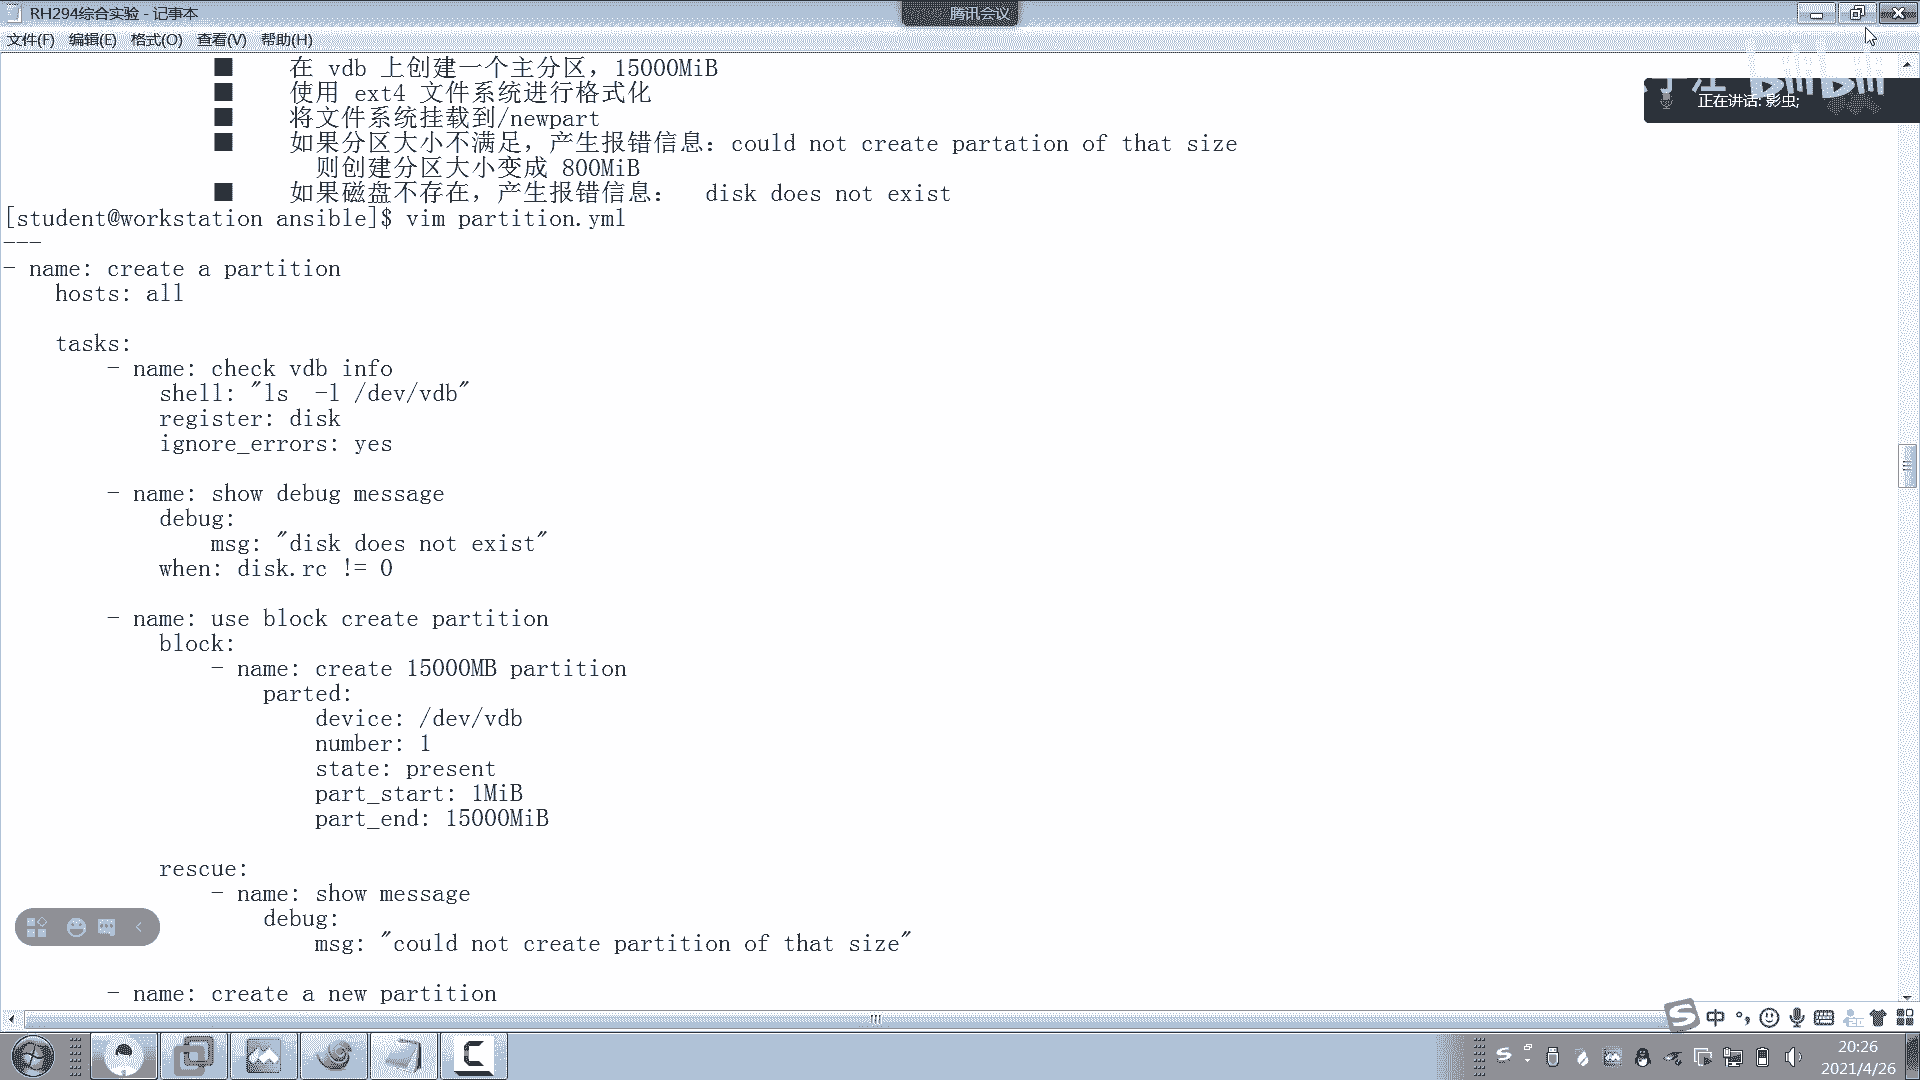 RH294综合实验 - 记事本
腾讯会议
文件(F) 编辑(E) 格式(O) 查看(V) 帮助(H)
正在讲话: 影虫;
■ 在 vdb 上创建一个主分区，15000MiB
■ 使用 ext4 文件系统进行格式化
■ 将文件系统挂载到/newpart
■ 如果分区大小不满足，产生报错信息：could not create partation of that size
则创建分区大小变成 800MiB
■ 如果磁盘不存在，产生报错信息： disk does not exist
[student@workstation ansible]$ vim partition.yml
---
- name: create a partition
hosts: all
tasks:
- name: check vdb info
shell: "ls  -l /dev/vdb"
register: disk
ignore_errors: yes
- name: show debug message
debug:
msg: "disk does not exist"
when: disk.rc != 0
- name: use block create partition
block:
- name: create 15000MB partition
parted:
device: /dev/vdb
number: 1
state: present
part_start: 1MiB
part_end: 15000MiB
rescue:
- name: show message
debug:
msg: "could not create partition of that size"
- name: create a new partition
中
20:26
2021/4/26